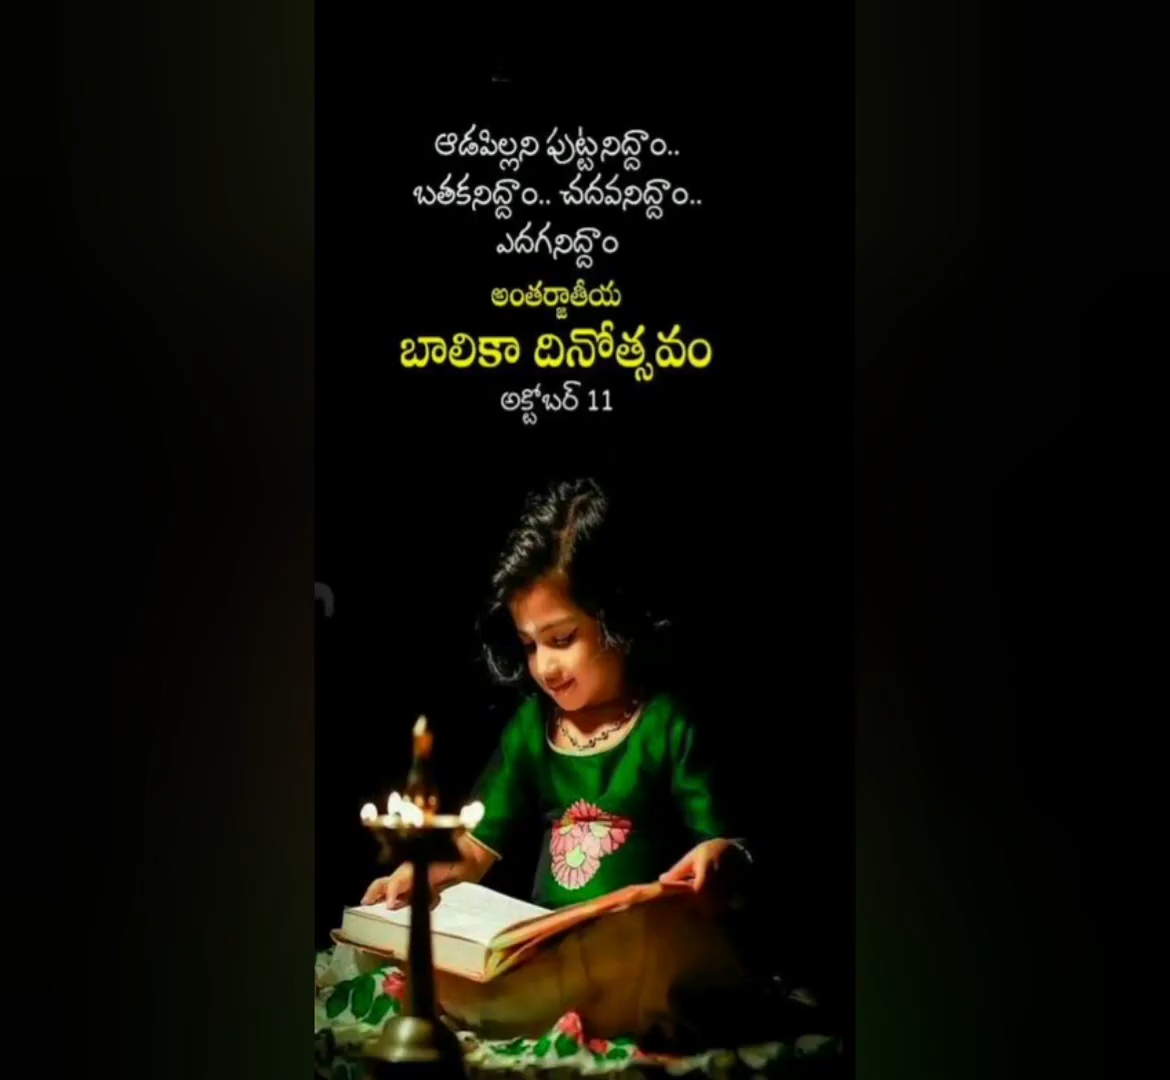 ఆడపిల్లని పుట్టనిద్దాం..
బతకనిద్దాం.. చదవనిద్దాం..
ఎదగనిద్దాం
అంతర్జాతీయ
బాలికా దినోత్సవం
అక్టోబర్ 11